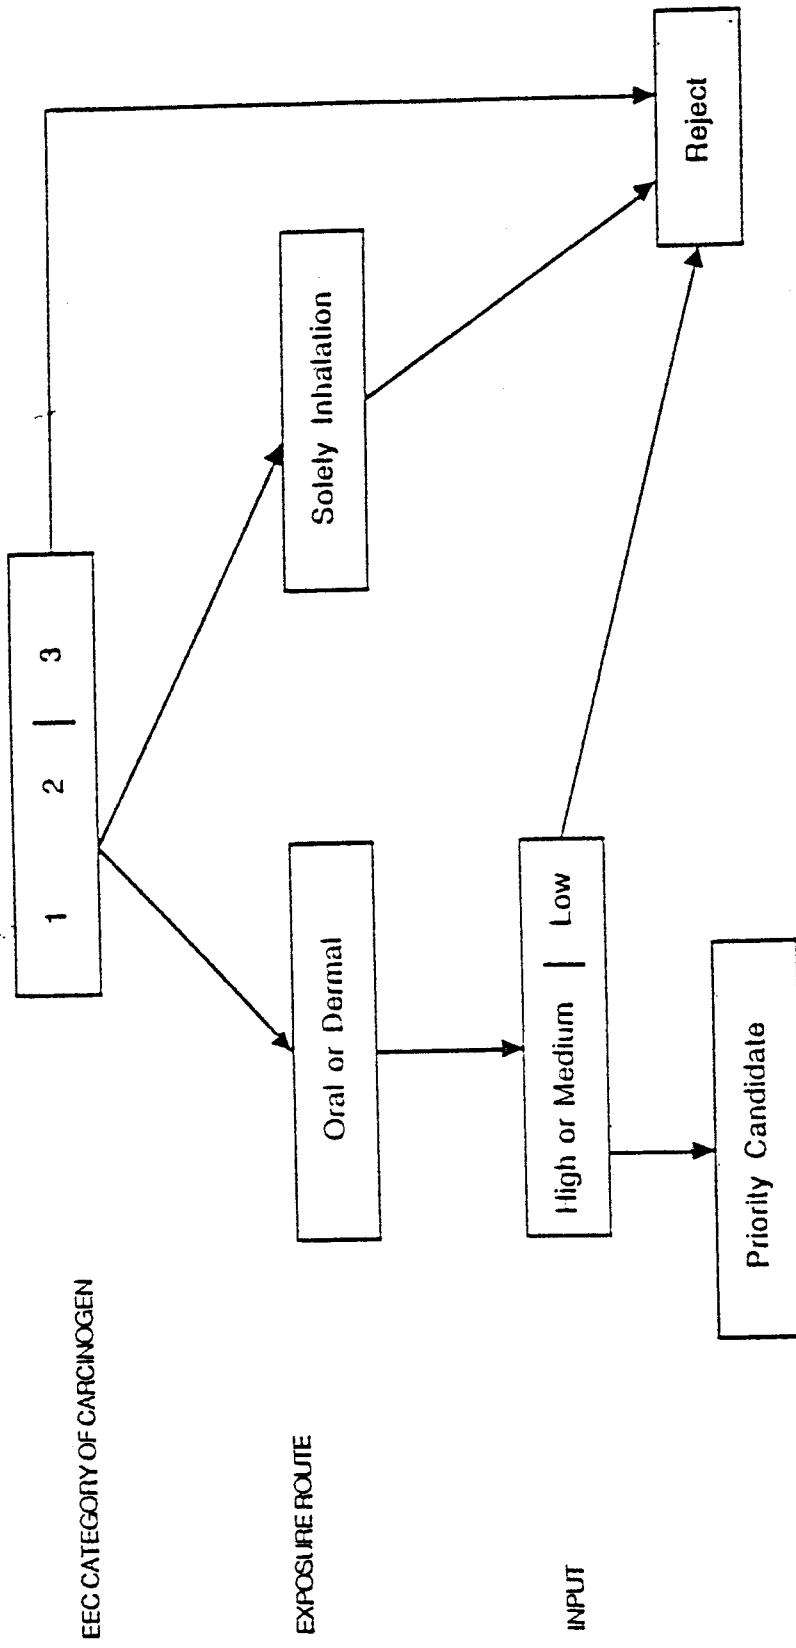 EEC CATEGORY OF CARCINOGEN
1 2 | 3
EXPOSURE ROUTE
Oral or Dermal
Solely Inhalation
INPUT
High or Medium | Low
Priority Candidate
Reject